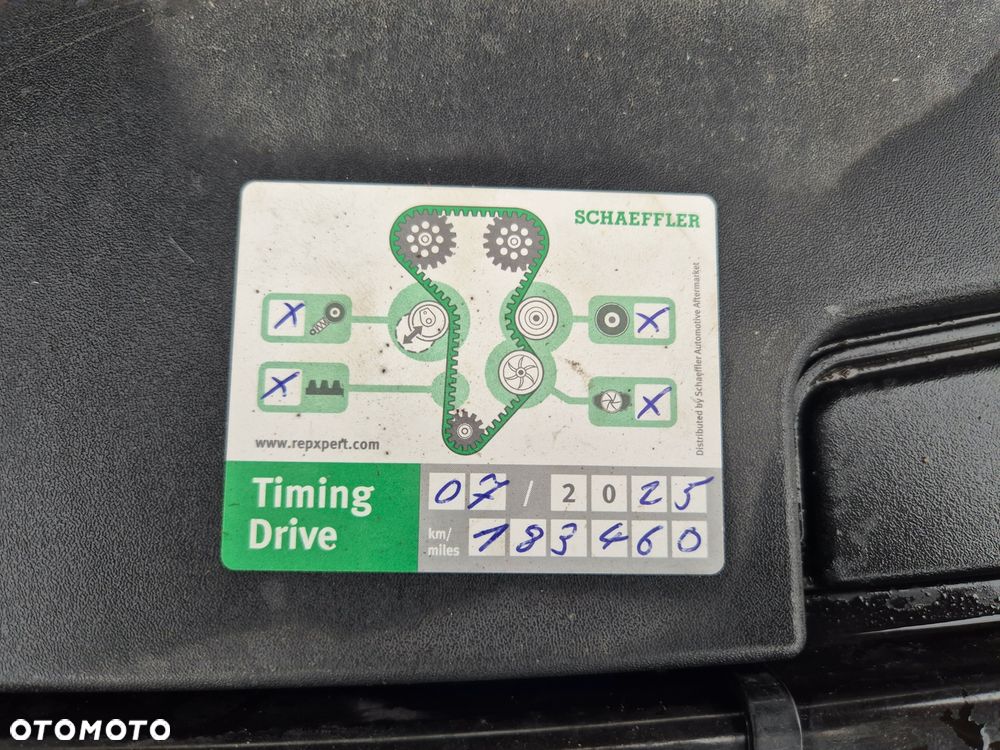 SCHAEFFLER
X
X
X
X
www.repxpert.com
Distributed by Schaeffler Automotive Aftermarket
Timing
Drive
07 / 2025
km/
miles
183460
OTOMOTO